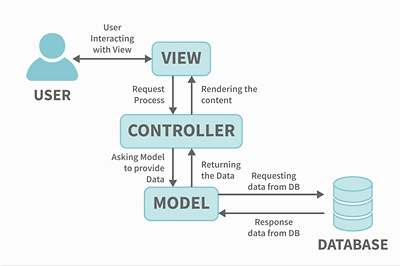 User
Interacting
with View
VIEW
USER
Request
Process
Rendering the
content
CONTROLLER
Asking Model
to provide
Data
Returning
the Data
MODEL
Requesting
data from DB
Response
data from DB
DATABASE